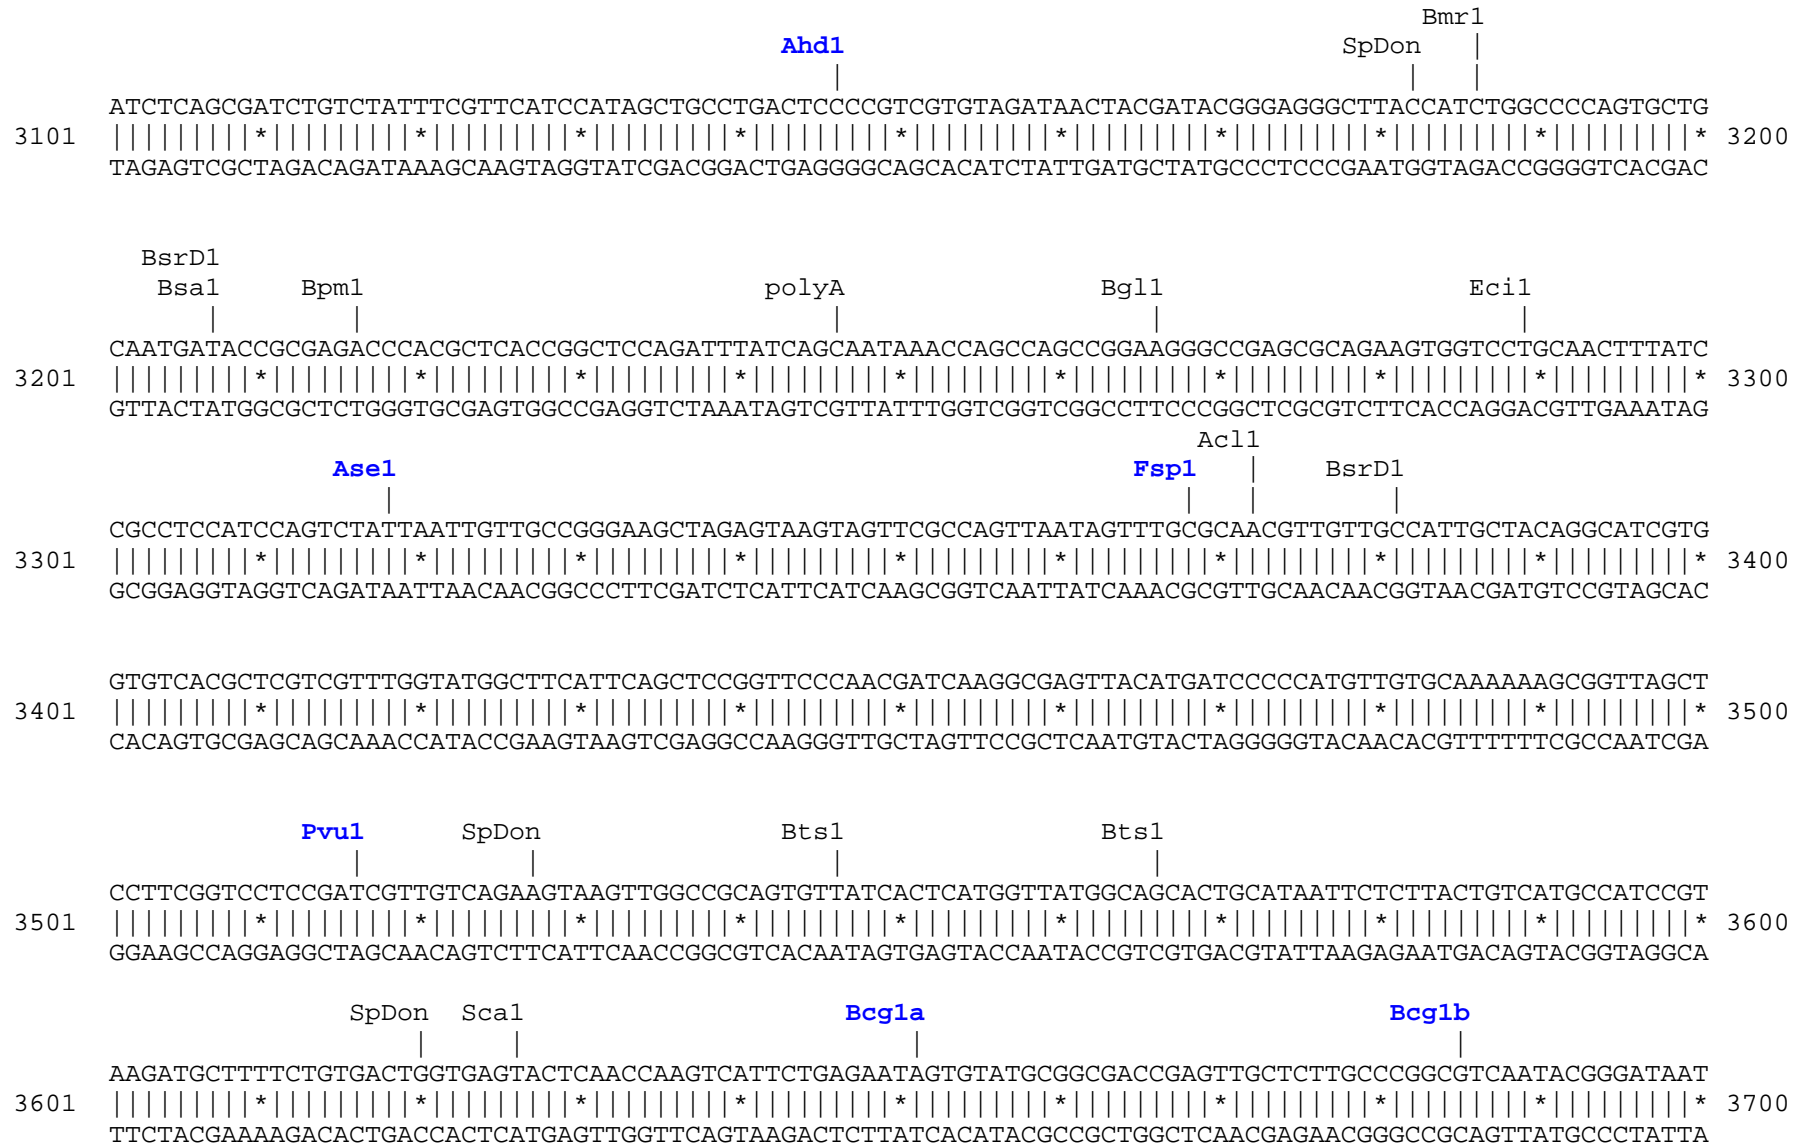 Bmr1
Ahd1 SpDon |
| | |
ATCTCAGCGATCTGTCTATTTCGTTCATCCATAGCTGCCTGACTCCCCGTCGTGTAGATAACTACGATACGGGAGGGCTTACCATCTGGCCCCAGTGCTG
3101 |||||||||*|||||||||*|||||||||*|||||||||*|||||||||*|||||||||*|||||||||*|||||||||*|||||||||*|||||||||* 3200
TAGAGTCGCTAGACAGATAAAGCAAGTAGGTATCGACGGACTGAGGGGCAGCACATCTATTGATGCTATGCCCTCCCGAATGGTAGACCGGGGTCACGAC
BsrD1
Bsa1 Bpm1 polyA Bgl1 Eci1
| | | | |
CAATGATACCGCGAGACCCACGCTCACCGGCTCCAGATTTATCAGCAATAAACCAGCCAGCCGGAAGGGCCGAGCGCAGAAGTGGTCCTGCAACTTTATC
3201 |||||||||*|||||||||*|||||||||*|||||||||*|||||||||*|||||||||*|||||||||*|||||||||*|||||||||*|||||||||* 3300
GTTACTATGGCGCTCTGGGTGCGAGTGGCCGAGGTCTAAATAGTCGTTATTTGGTCGGTCGGCCTTCCCGGCTCGCGTCTTCACCAGGACGTTGAAATAG
Acl1
Ase1 Fsp1 | BsrD1
| | | |
CGCCTCCATCCAGTCTATTAATTGTTGCCGGGAAGCTAGAGTAAGTAGTTCGCCAGTTAATAGTTTGCGCAACGTTGTTGCCATTGCTACAGGCATCGTG
3301 |||||||||*|||||||||*|||||||||*|||||||||*|||||||||*|||||||||*|||||||||*|||||||||*|||||||||*|||||||||* 3400
GCGGAGGTAGGTCAGATAATTAACAACGGCCCTTCGATCTCATTCATCAAGCGGTCAATTATCAAACGCGTTGCAACAACGGTAACGATGTCCGTAGCAC
GTGTCACGCTCGTCGTTTGGTATGGCTTCATTCAGCTCCGGTTCCCAACGATCAAGGCGAGTTACATGATCCCCCATGTTGTGCAAAAAAGCGGTTAGCT
3401 |||||||||*|||||||||*|||||||||*|||||||||*|||||||||*|||||||||*|||||||||*|||||||||*|||||||||*|||||||||* 3500
CACAGTGCGAGCAGCAAACCATACCGAAGTAAGTCGAGGCCAAGGGTTGCTAGTTCCGCTCAATGTACTAGGGGGTACAACACGTTTTTTCGCCAATCGA
Pvu1 SpDon Bts1 Bts1
| | | |
CCTTCGGTCCTCCGATCGTTGTCAGAAGTAAGTTGGCCGCAGTGTTATCACTCATGGTTATGGCAGCACTGCATAATTCTCTTACTGTCATGCCATCCGT
3501 |||||||||*|||||||||*|||||||||*|||||||||*|||||||||*|||||||||*|||||||||*|||||||||*|||||||||*|||||||||* 3600
GGAAGCCAGGAGGCTAGCAACAGTCTTCATTCAACCGGCGTCACAATAGTGAGTACCAATACCGTCGTGACGTATTAAGAGAATGACAGTACGGTAGGCA
SpDon Sca1 Bcg1a Bcg1b
| | | |
AAGATGCTTTTCTGTGACTGGTGAGTACTCAACCAAGTCATTCTGAGAATAGTGTATGCGGCGACCGAGTTGCTCTTGCCCGGCGTCAATACGGGATAAT
3601 |||||||||*|||||||||*|||||||||*|||||||||*|||||||||*|||||||||*|||||||||*|||||||||*|||||||||*|||||||||* 3700
TTCTACGAAAAGACACTGACCACTCATGAGTTGGTTCAGTAAGACTCTTATCACATACGCCGCTGGCTCAACGAGAACGGGCCGCAGTTATGCCCTATTA